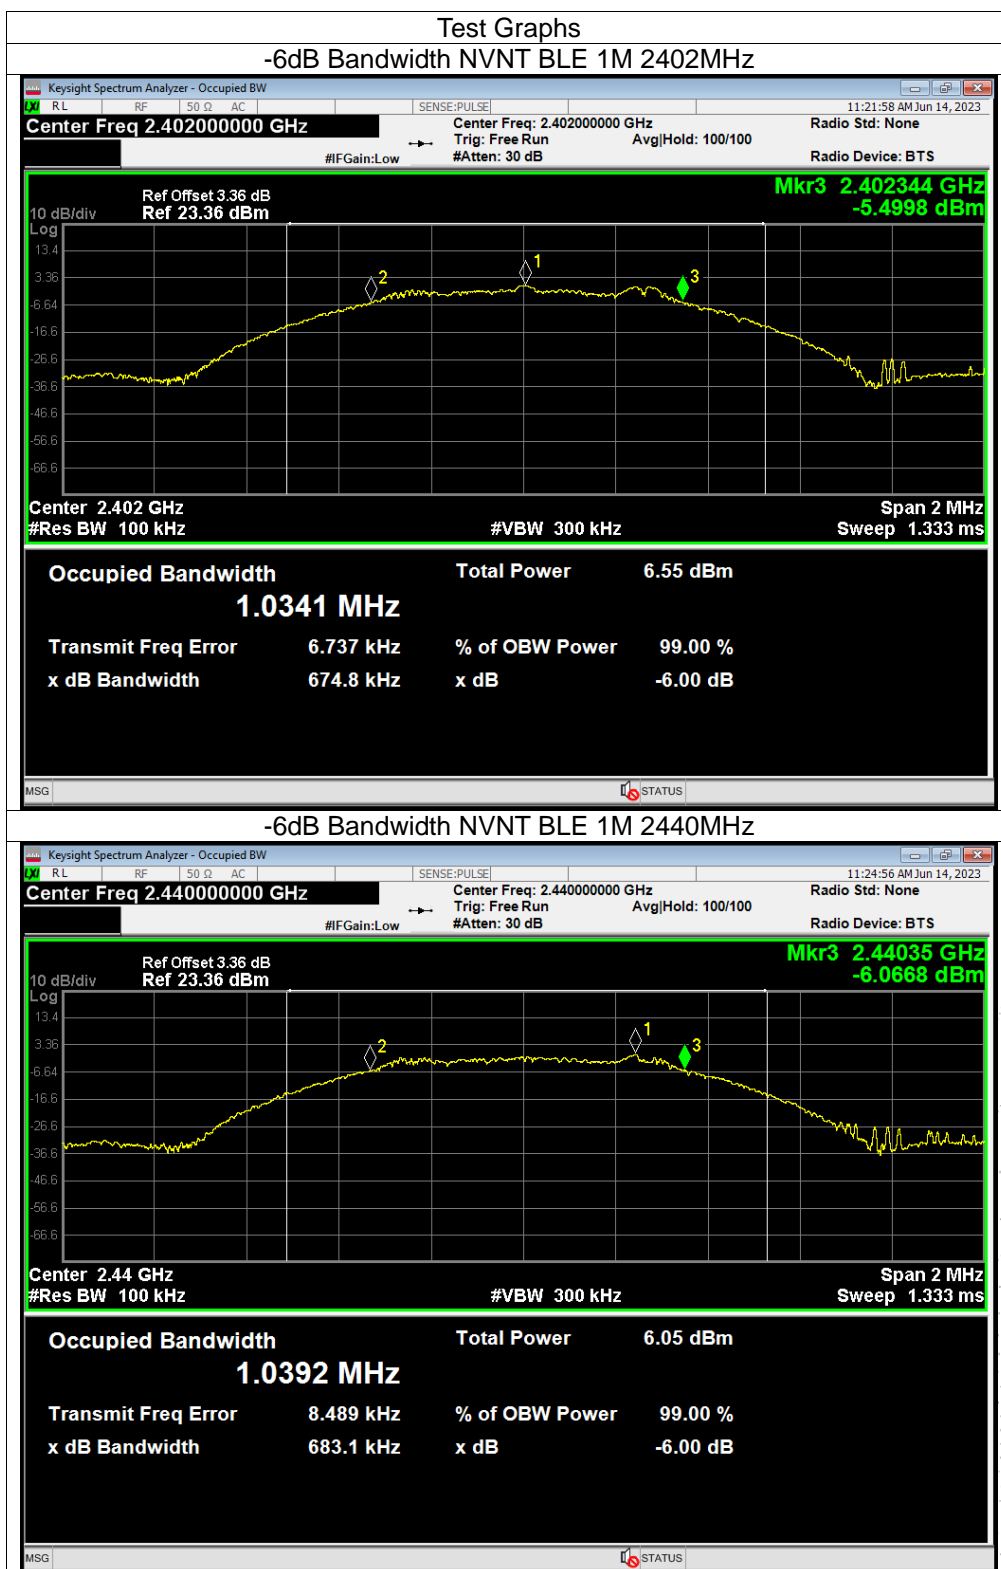 Test Graphs
-6dB Bandwidth NVNT BLE 1M 2402MHz
Keysight Spectrum Analyzer - Occupied BW
LXI RL RF 50 Ω AC SENSE:PULSE 11:21:58 AM Jun 14, 2023
Center Freq 2.402000000 GHz Center Freq: 2.402000000 GHz Radio Std: None
Trig: Free Run Avg|Hold: 100/100
#IFGain:Low #Atten: 30 dB Radio Device: BTS
Mkr3 2.402344 GHz
Ref Offset 3.36 dB
10 dB/div Ref 23.36 dBm -5.4998 dBm
Log
13.4
1
3.36
2 3
-6.64
-16.6
-26.6
-36.6
-46.6
-56.6
-66.6
Center 2.402 GHz Span 2 MHz
#Res BW 100 kHz #VBW 300 kHz Sweep 1.333 ms
Occupied Bandwidth Total Power 6.55 dBm
1.0341 MHz
Transmit Freq Error 6.737 kHz % of OBW Power 99.00 %
x dB Bandwidth 674.8 kHz x dB -6.00 dB
MSG STATUS
-6dB Bandwidth NVNT BLE 1M 2440MHz
Keysight Spectrum Analyzer - Occupied BW
LXI RL RF 50 Ω AC SENSE:PULSE 11:24:56 AM Jun 14, 2023
Center Freq 2.440000000 GHz Center Freq: 2.440000000 GHz Radio Std: None
Trig: Free Run Avg|Hold: 100/100
#IFGain:Low #Atten: 30 dB Radio Device: BTS
Mkr3 2.44035 GHz
Ref Offset 3.36 dB
10 dB/div Ref 23.36 dBm -6.0668 dBm
Log
13.4
1
3.36
2 3
-6.64
-16.6
-26.6
-36.6
-46.6
-56.6
-66.6
Center 2.44 GHz Span 2 MHz
#Res BW 100 kHz #VBW 300 kHz Sweep 1.333 ms
Occupied Bandwidth Total Power 6.05 dBm
1.0392 MHz
Transmit Freq Error 8.489 kHz % of OBW Power 99.00 %
x dB Bandwidth 683.1 kHz x dB -6.00 dB
MSG STATUS